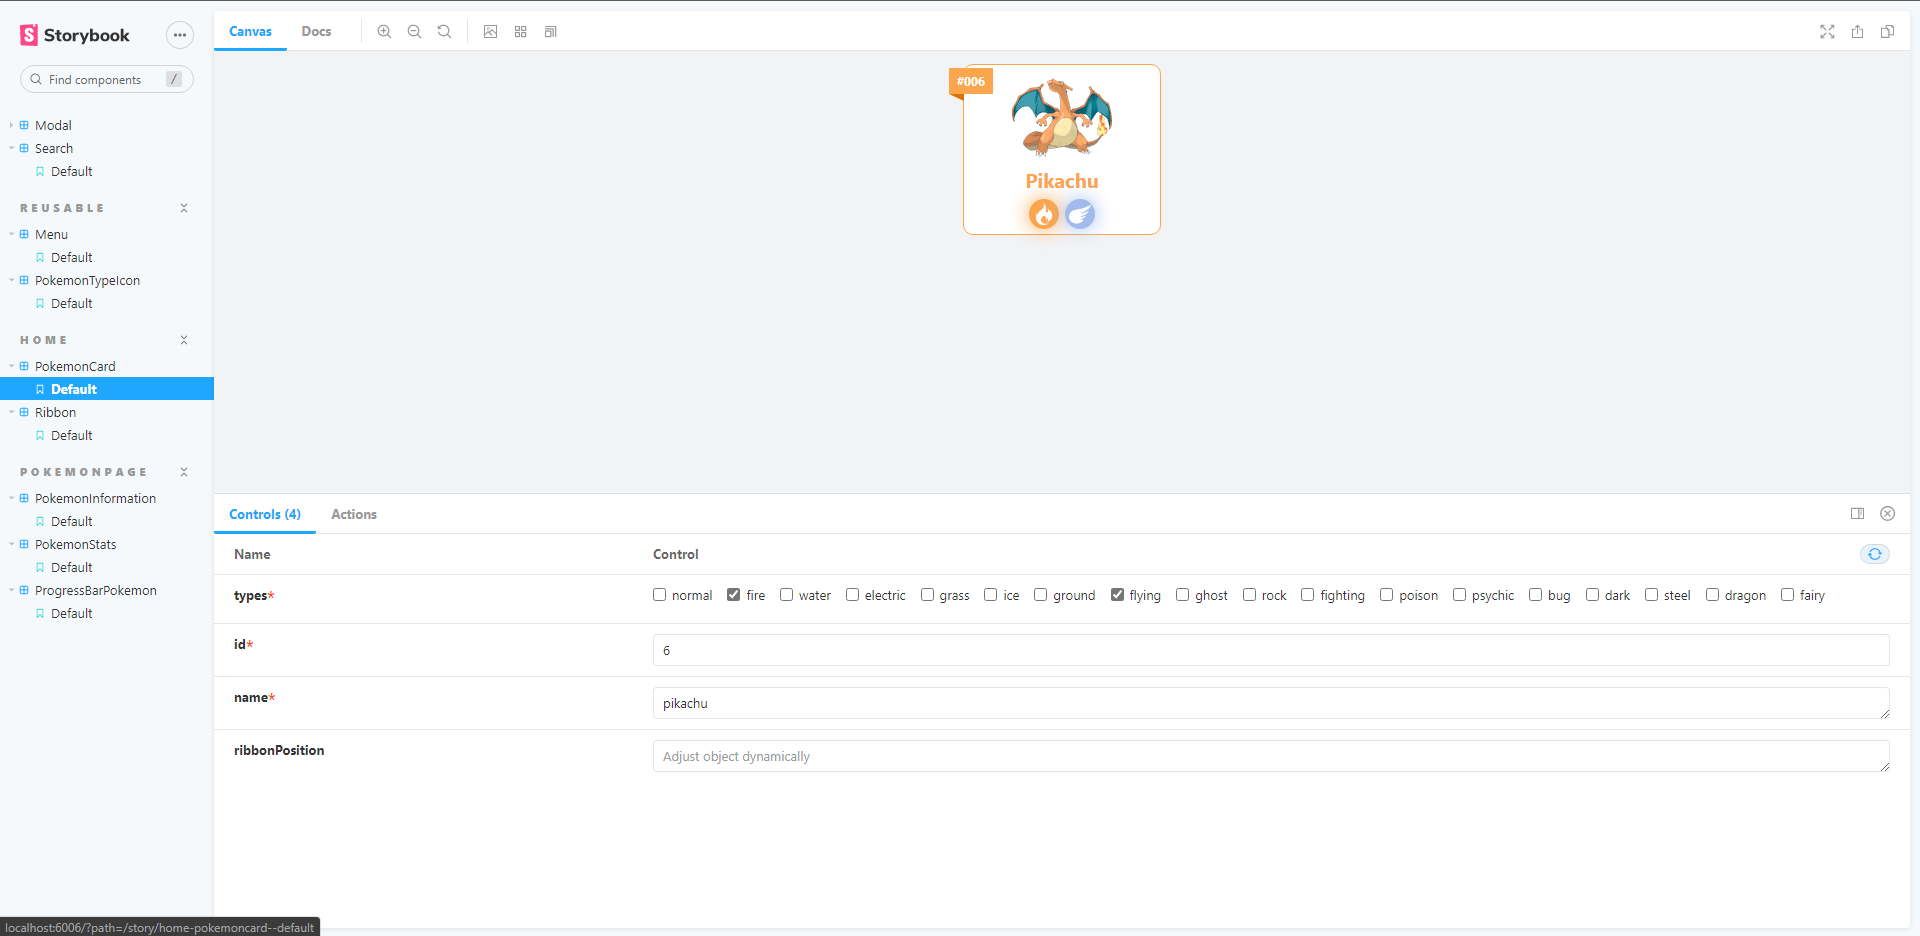 Storybook
Find components /
Modal
Search
Default
REUSABLE
Menu
Default
PokemonTypeIcon
Default
HOME
PokemonCard
Default
Ribbon
Default
POKEMONPAGE
PokemonInformation
Default
PokemonStats
Default
ProgressBarPokemon
Default
localhost:6006/?path=/story/home-pokemoncard--default
Canvas Docs
#006
Pikachu
Controls (4) Actions
Name Control
types* normal fire water electric grass ice ground flying ghost rock fighting poison psychic bug dark steel dragon fairy
id* 6
name* pikachu
ribbonPosition Adjust object dynamically